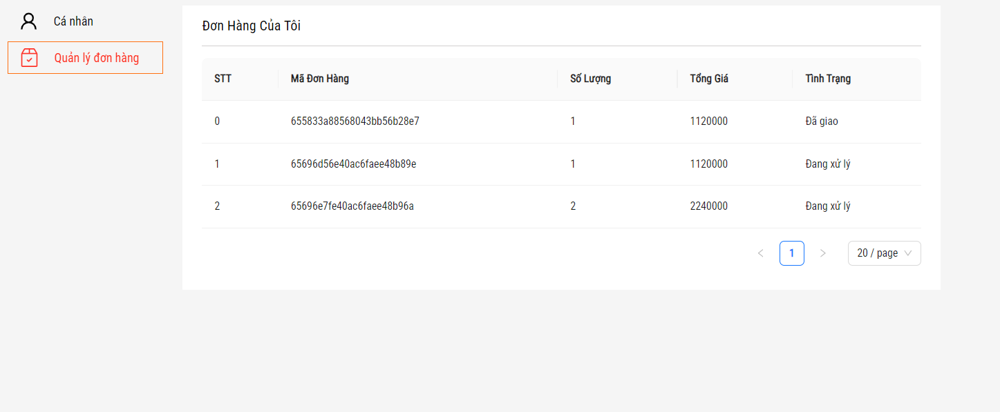 Cá nhân
Quản lý đơn hàng
Đơn Hàng Của Tôi
STT Mã Đơn Hàng Số Lượng Tổng Giá Tình Trạng
0 655833a88568043bb56b28e7 1 1120000 Đã giao
1 65696d56e40ac6faee48b89e 1 1120000 Đang xử lý
2 65696e7fe40ac6faee48b96a 2 2240000 Đang xử lý
< 1 > 20 / page